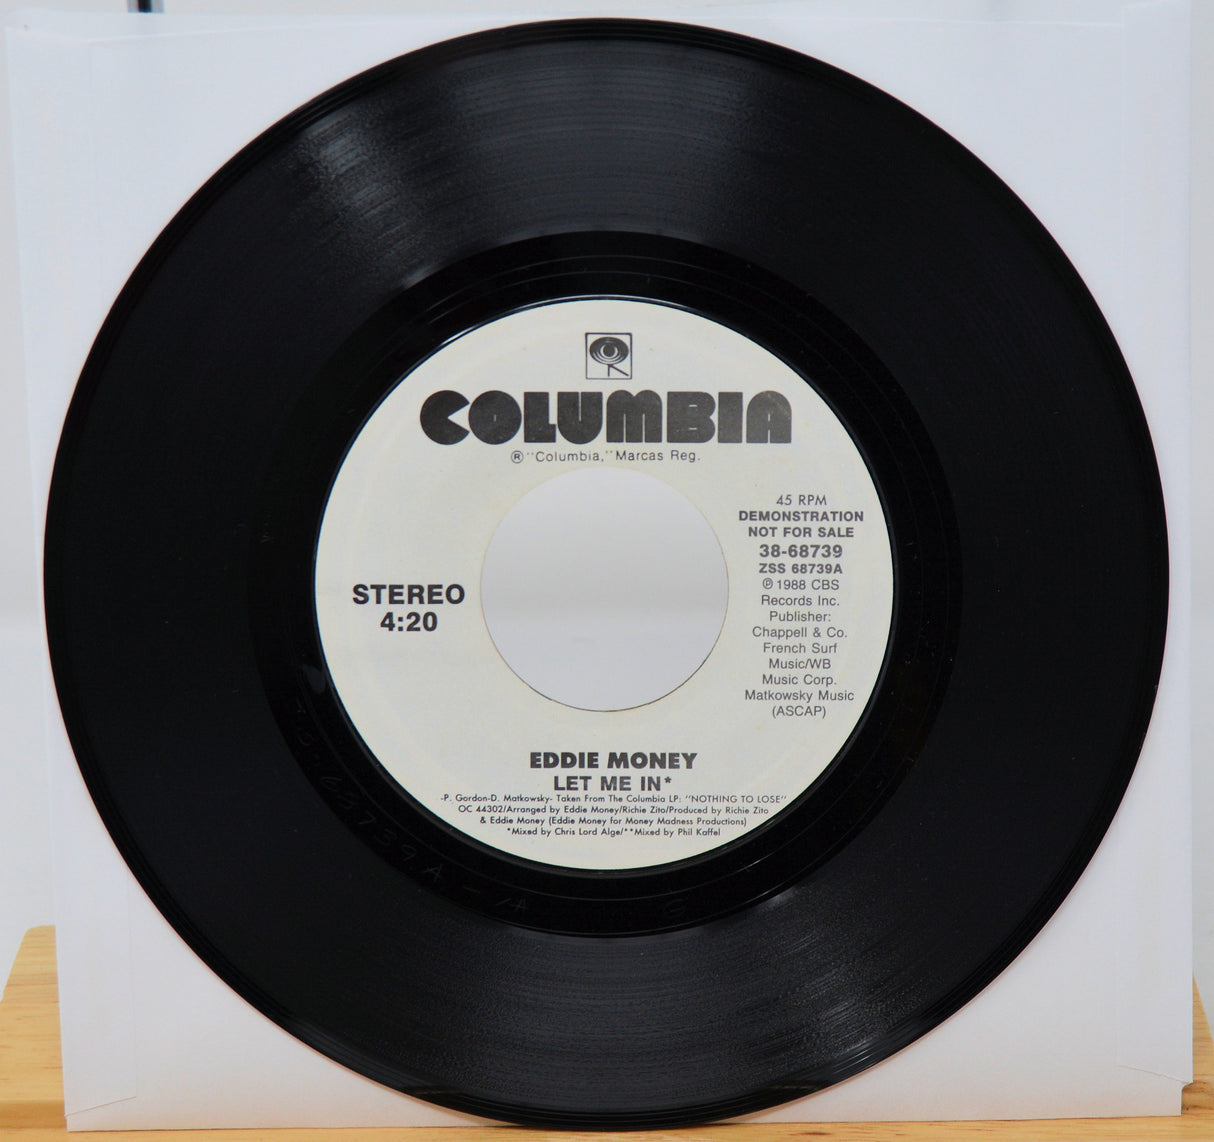 COLUMBIA
® "Columbia," Marcas Reg.
45 RPM
DEMONSTRATION
NOT FOR SALE
38-68739
ZSS 68739A
℗ 1988 CBS
Records Inc.
Publisher:
Chappell & Co.
French Surf
Music/WB
Music Corp.
Matkowsky Music
(ASCAP)
STEREO
4:20
EDDIE MONEY
LET ME IN*
-P. Gordon-D. Matkowsky- Taken From The Columbia LP: "NOTHING TO LOSE"
OC 44302/Arranged by Eddie Money/Richie Zito/Produced by Richie Zito
& Eddie Money (Eddie Money for Money Madness Productions)
*Mixed by Chris Lord Alge/**Mixed by Phil Kaffel